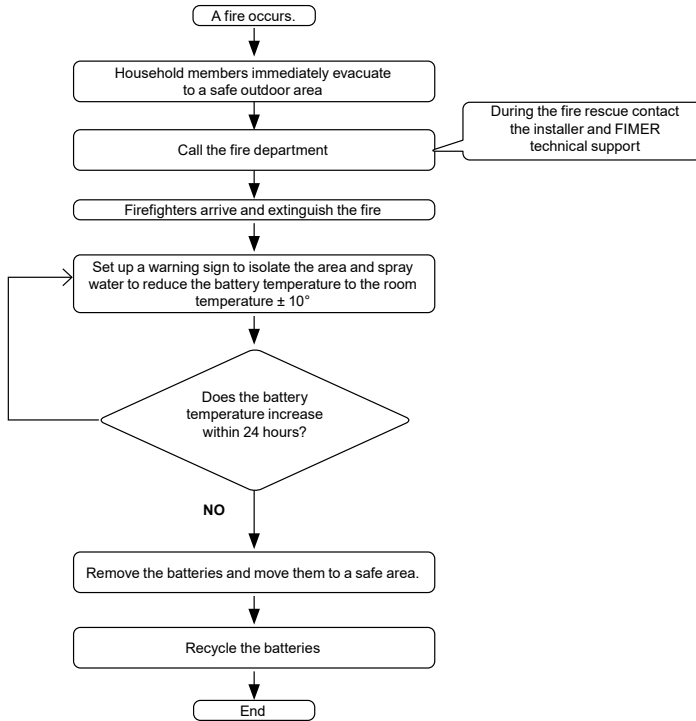 A fire occurs.
Household members immediately evacuate
to a safe outdoor area
During the fire rescue contact
the installer and FIMER
technical support
Call the fire department
Firefighters arrive and extinguish the fire
Set up a warning sign to isolate the area and spray
water to reduce the battery temperature to the room
temperature ± 10°
Does the battery
temperature increase
within 24 hours?
NO
Remove the batteries and move them to a safe area.
Recycle the batteries
End